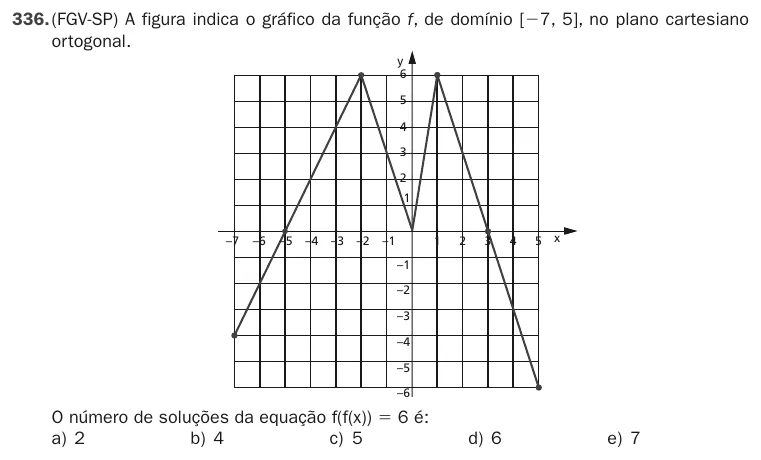 336. (FGV-SP) A figura indica o gráfico da função f, de domínio [−7, 5], no plano cartesiano
ortogonal.
y
6
5
4
3
2
1
−7 −6 −5 −4 −3 −2 −1 1 2 3 4 5 x
−1
−2
−3
−4
−5
−6
O número de soluções da equação f(f(x)) = 6 é:
a) 2 b) 4 c) 5 d) 6 e) 7